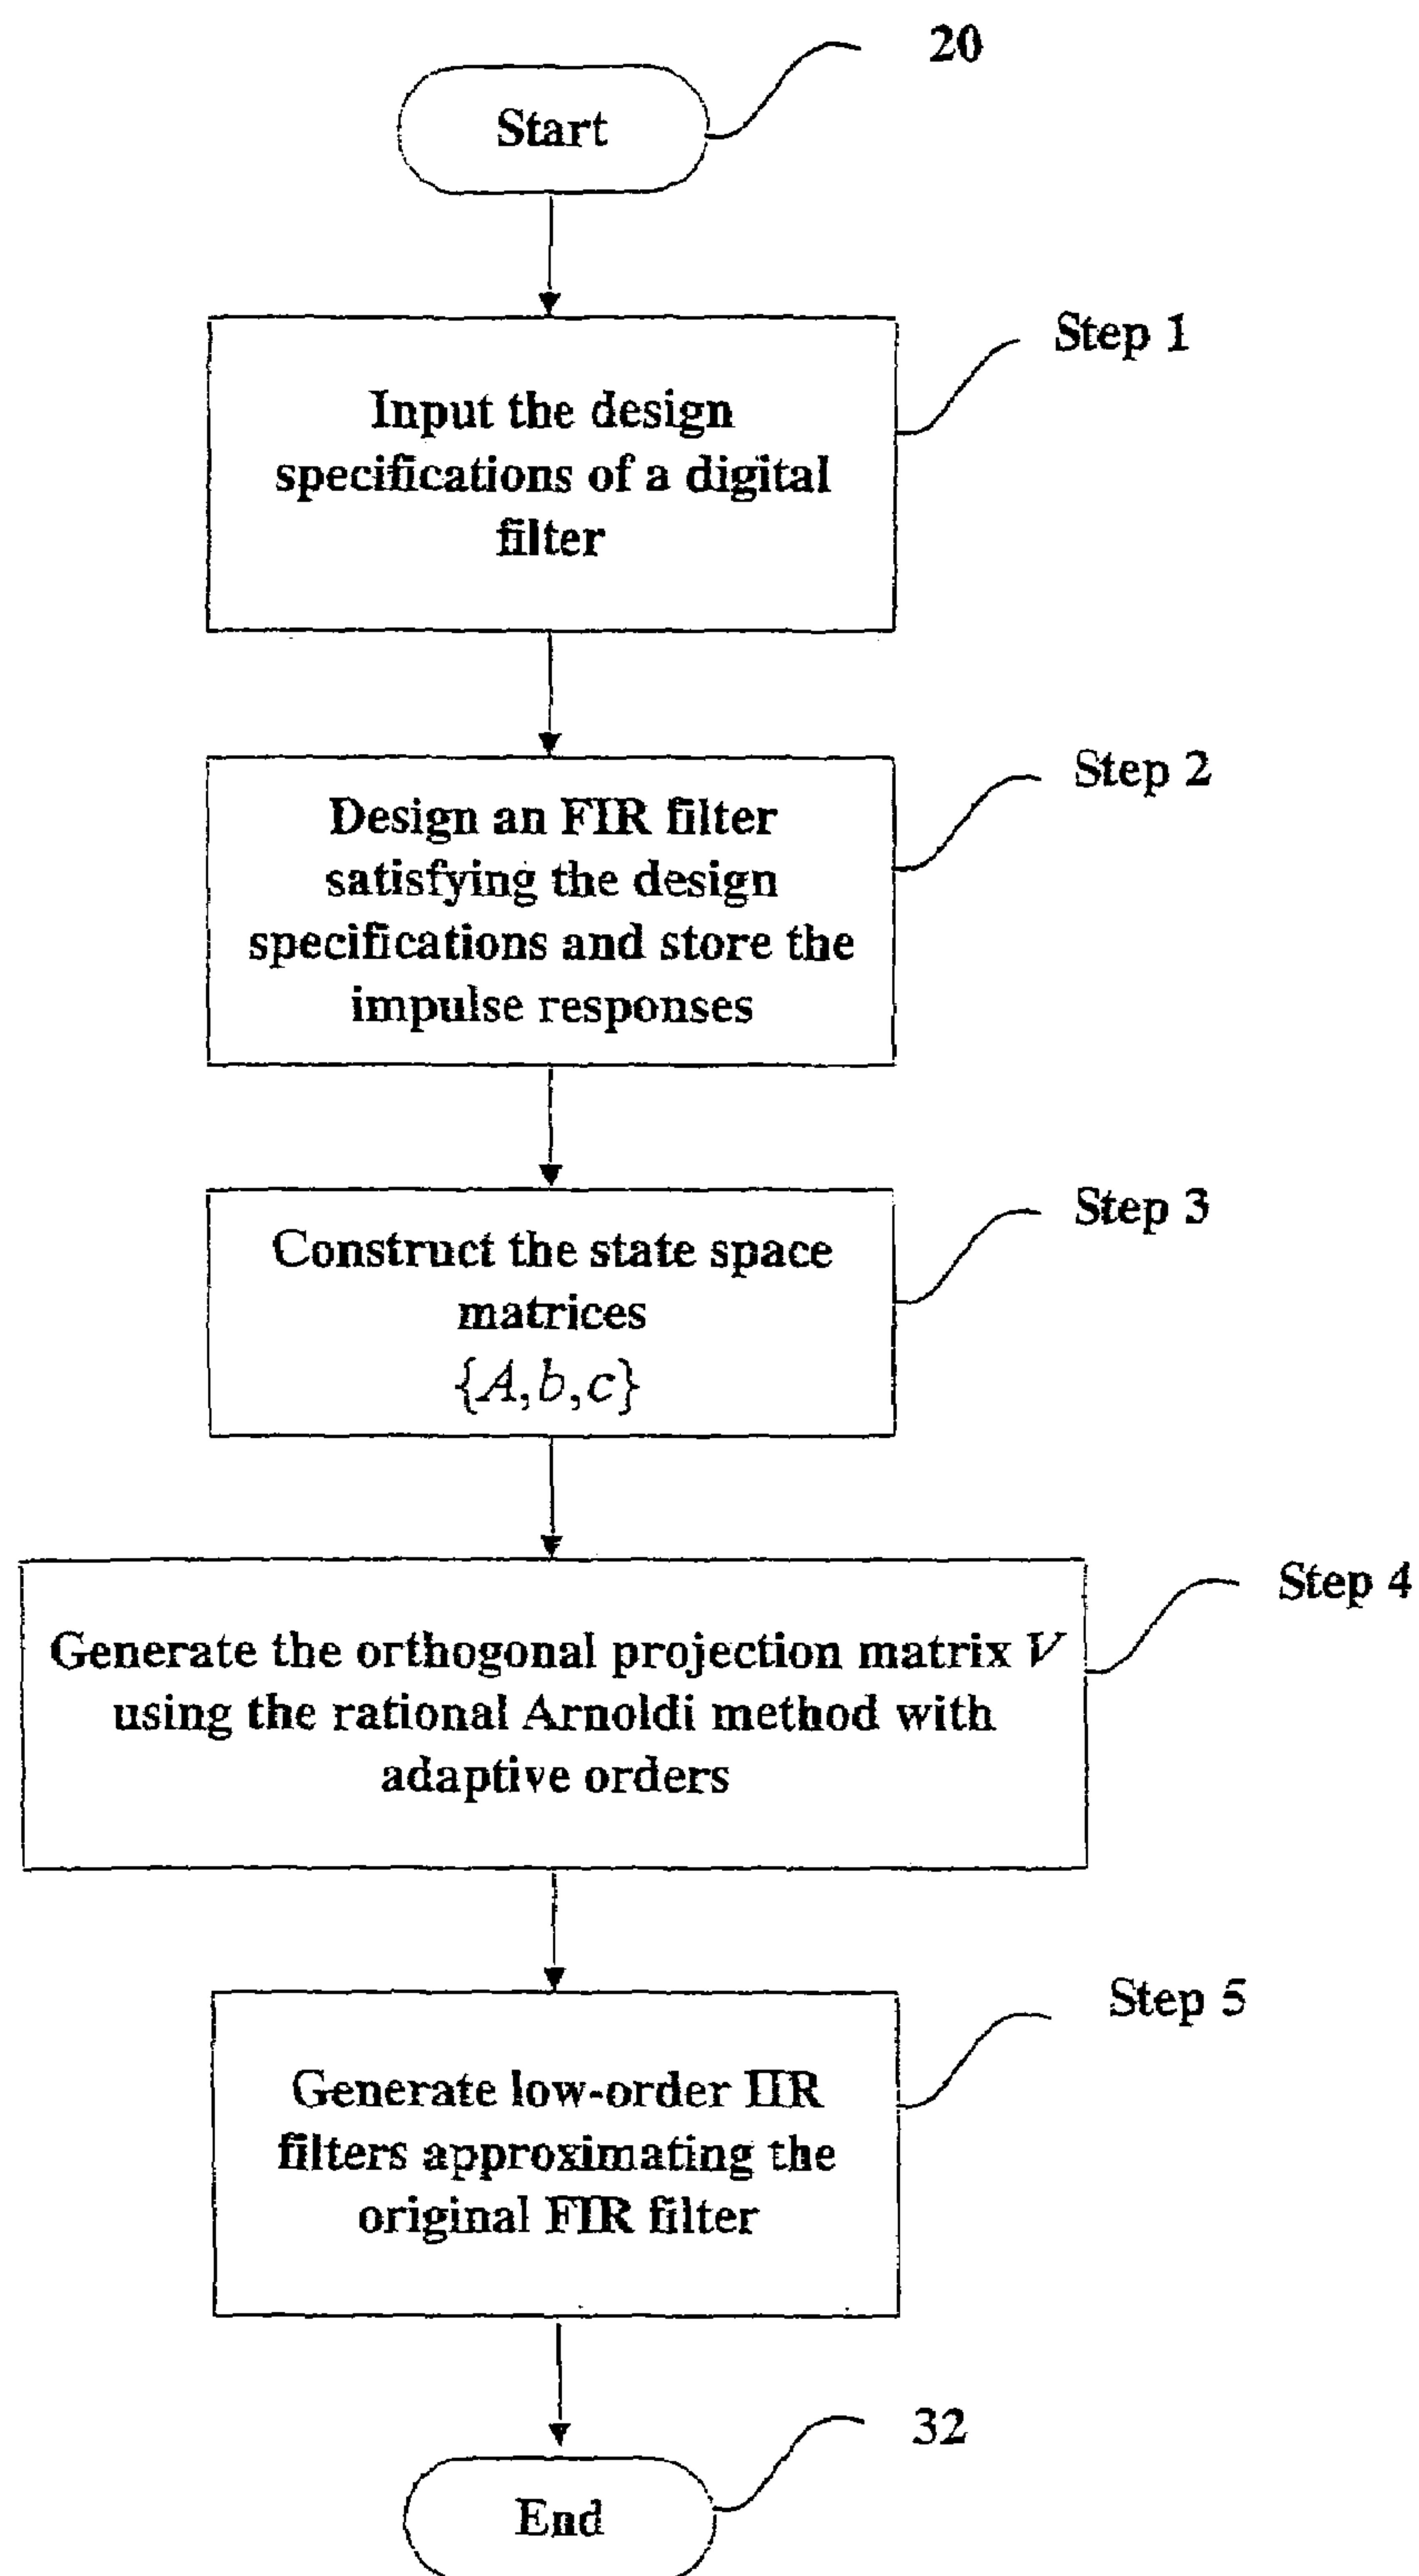 20
Start
Step 1
Input the design
specifications of a digital
filter
Step 2
Design an FIR filter
satisfying the design
specifications and store the
impulse responses
Step 3
Construct the state space
matrices
{A,b,c}
Step 4
Generate the orthogonal projection matrix V
using the rational Arnoldi method with
adaptive orders
Step 5
Generate low-order IIR
filters approximating the
original FIR filter
32
End